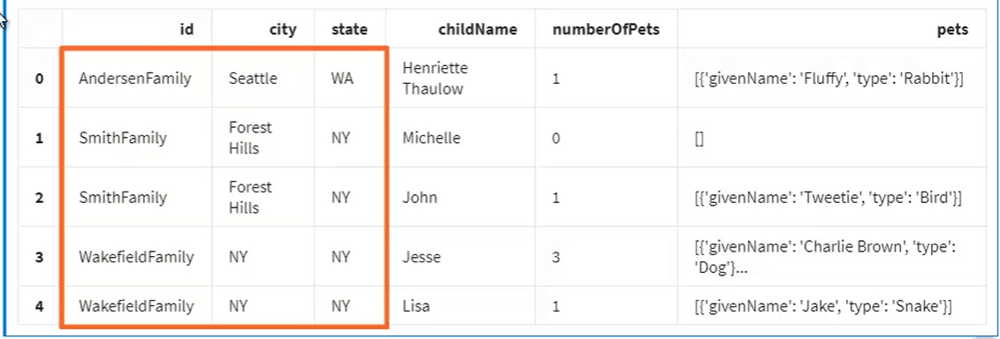 id city state childName numberOfPets pets
0 AndersenFamily Seattle WA Henriette Thaulow 1 [{'givenName': 'Fluffy', 'type': 'Rabbit'}]
1 SmithFamily Forest Hills NY Michelle 0 []
2 SmithFamily Forest Hills NY John 1 [{'givenName': 'Tweetie', 'type': 'Bird'}]
3 WakefieldFamily NY NY Jesse 3 [{'givenName': 'Charlie Brown', 'type': 'Dog'}...
4 WakefieldFamily NY NY Lisa 1 [{'givenName': 'Jake', 'type': 'Snake'}]